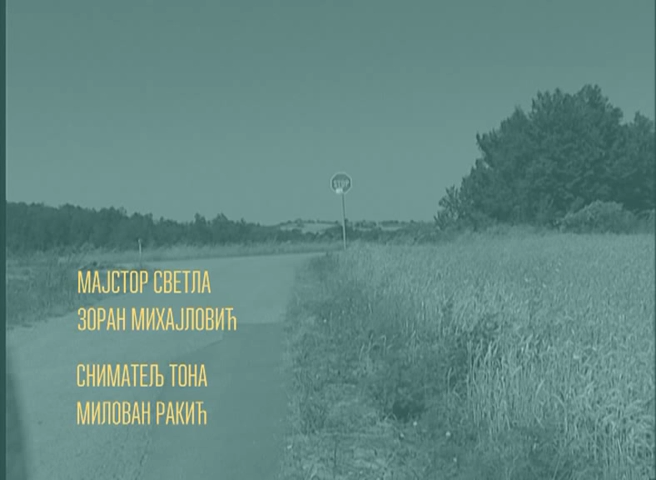 МАЈСТОР СВЕТЛА
ЗОРАН МИХАЈЛОВИЋ
СНИМАТЕЉ ТОНА
МИЛОВАН РАКИЋ